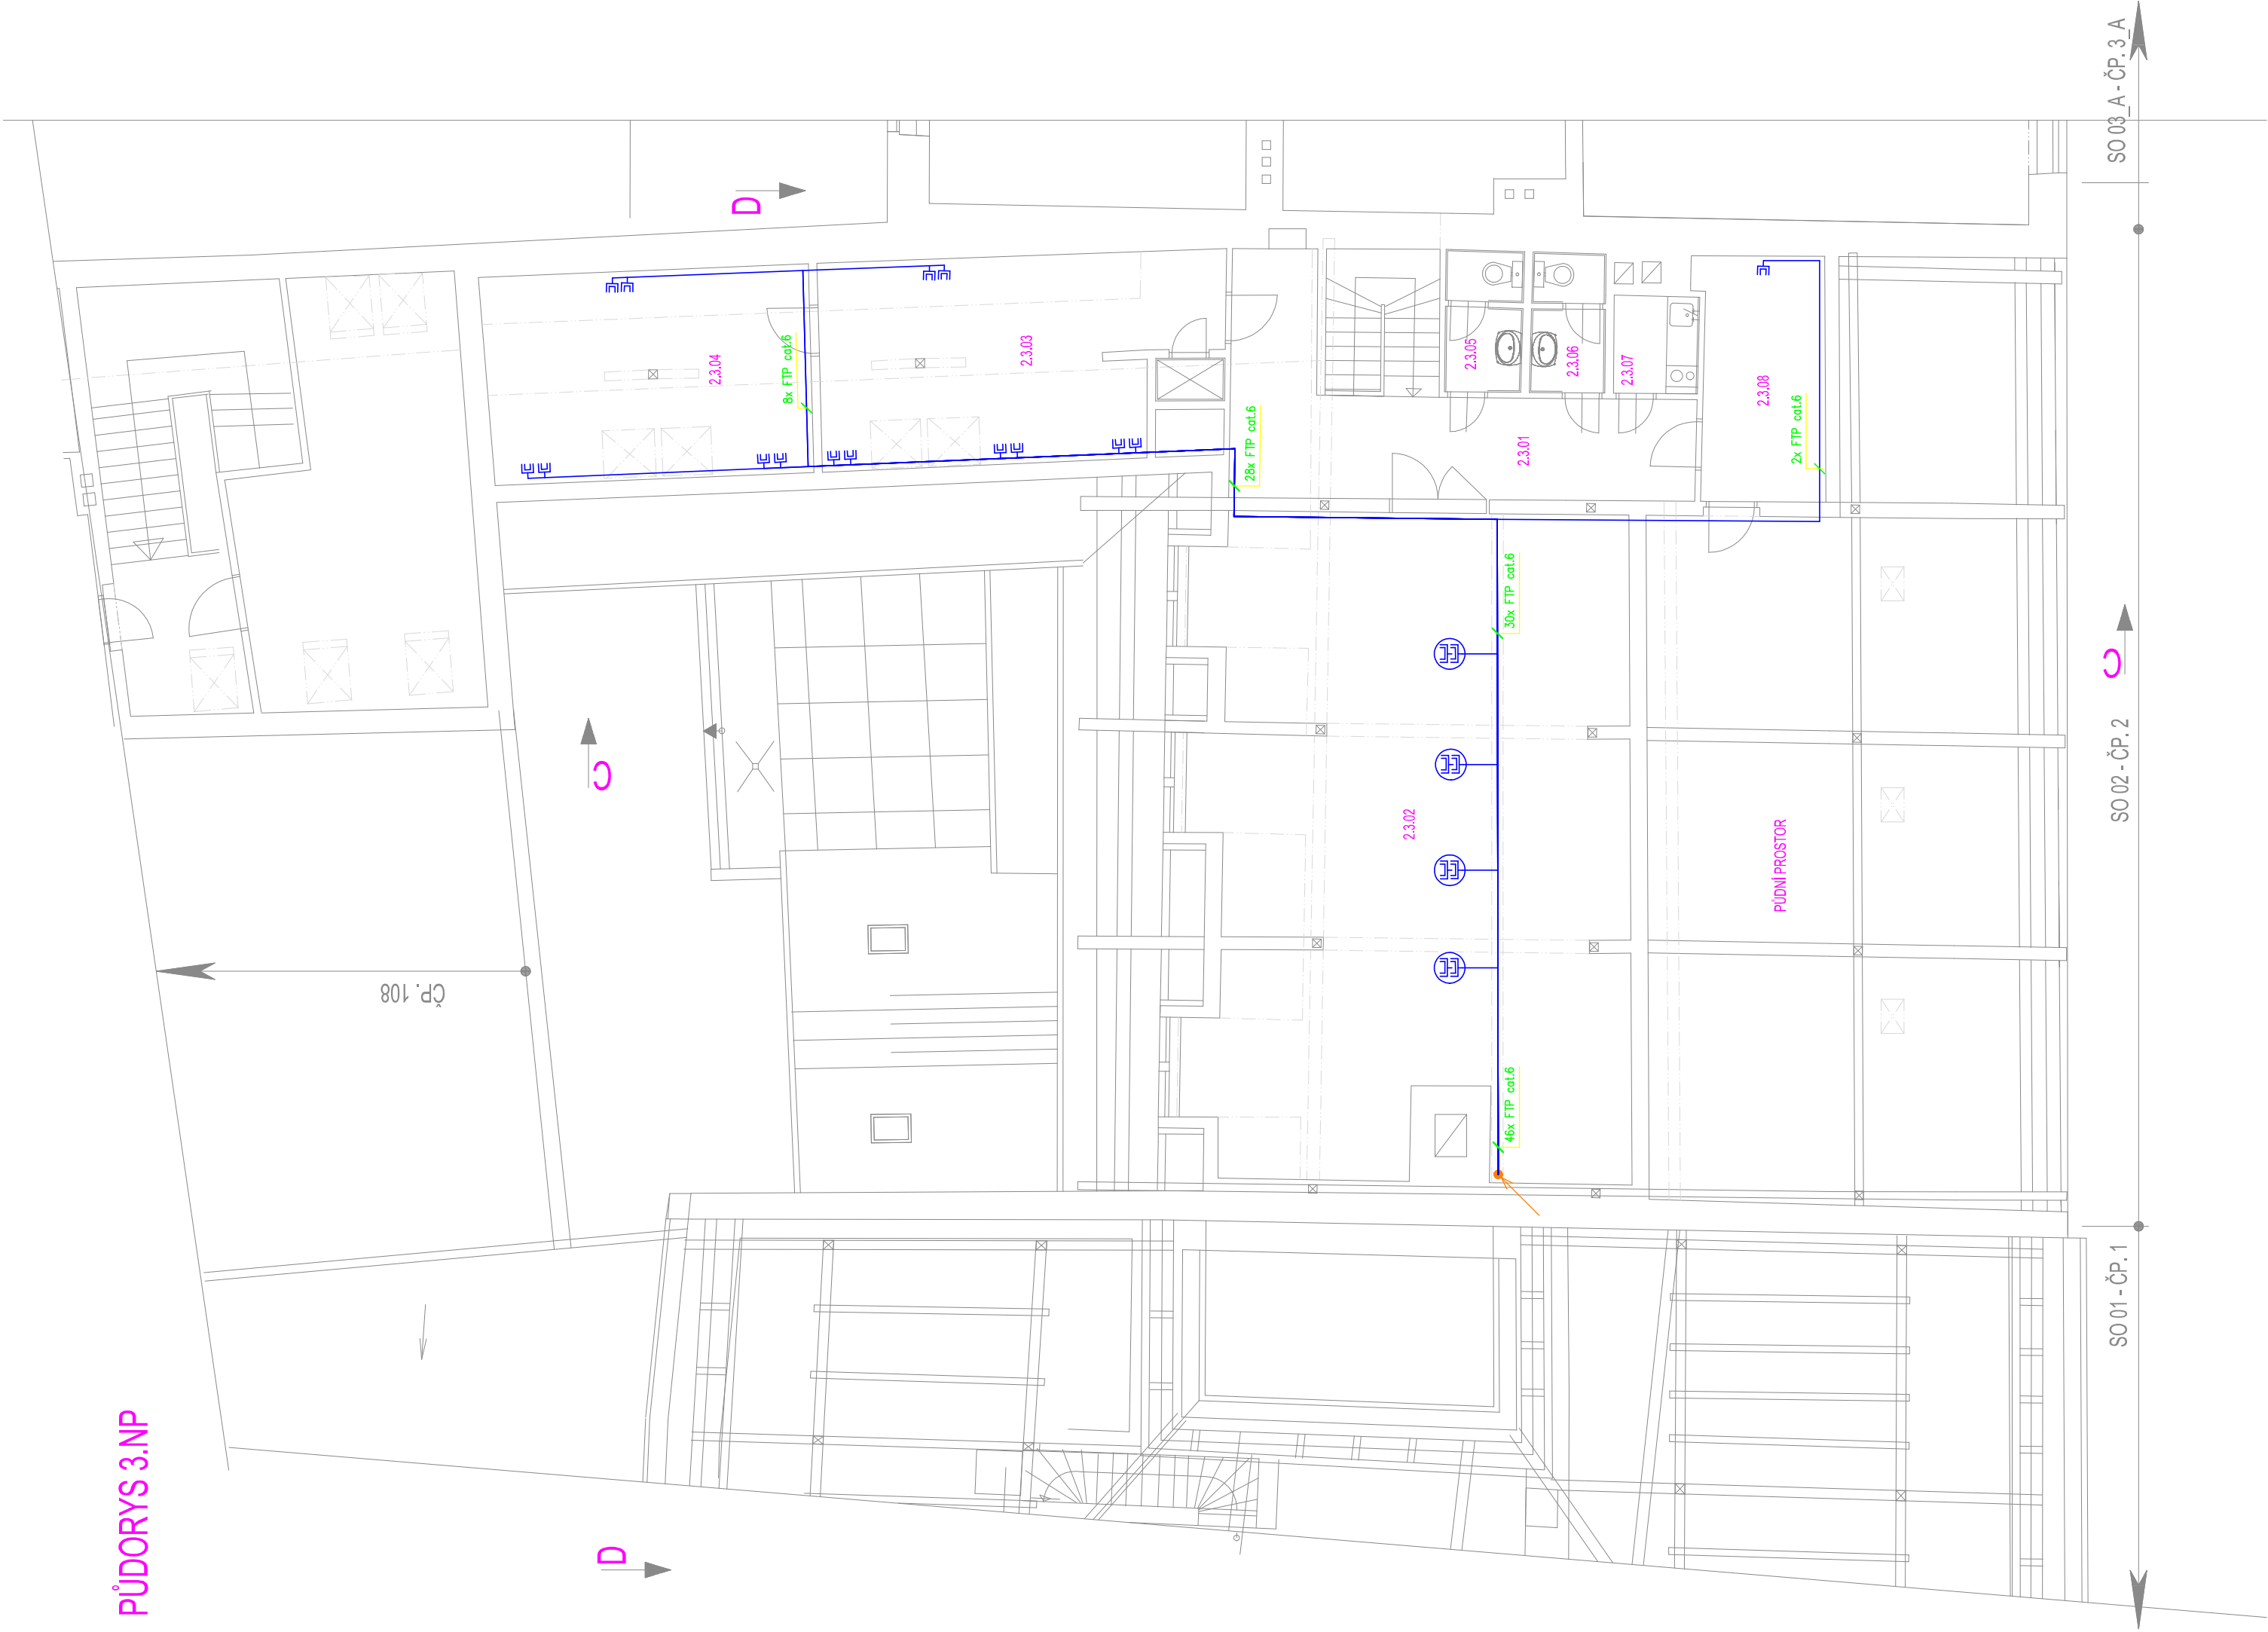 PŮDORYS 3.NP
D
D
C
C
ČP. 108
SO 01 - ČP. 1
SO 02 - ČP. 2
SO 03_A - ČP. 3_A
2.3.04
8x FTP cat.6
2.3.03
28x FTP cat.6
2.3.05
2.3.06
2.3.07
2.3.08
2x FTP cat.6
2.3.01
30x FTP cat.6
2.3.02
PŮDNÍ PROSTOR
46x FTP cat.6